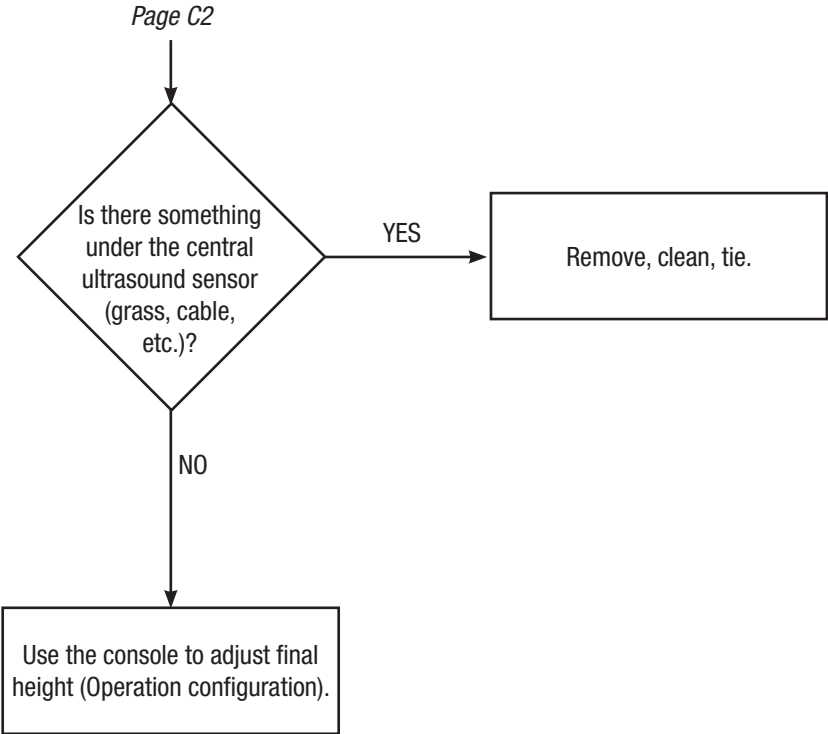 Page C2
Is there something
under the central
ultrasound sensor
(grass, cable,
etc.)?
YES
Remove, clean, tie.
NO
Use the console to adjust final
height (Operation configuration).